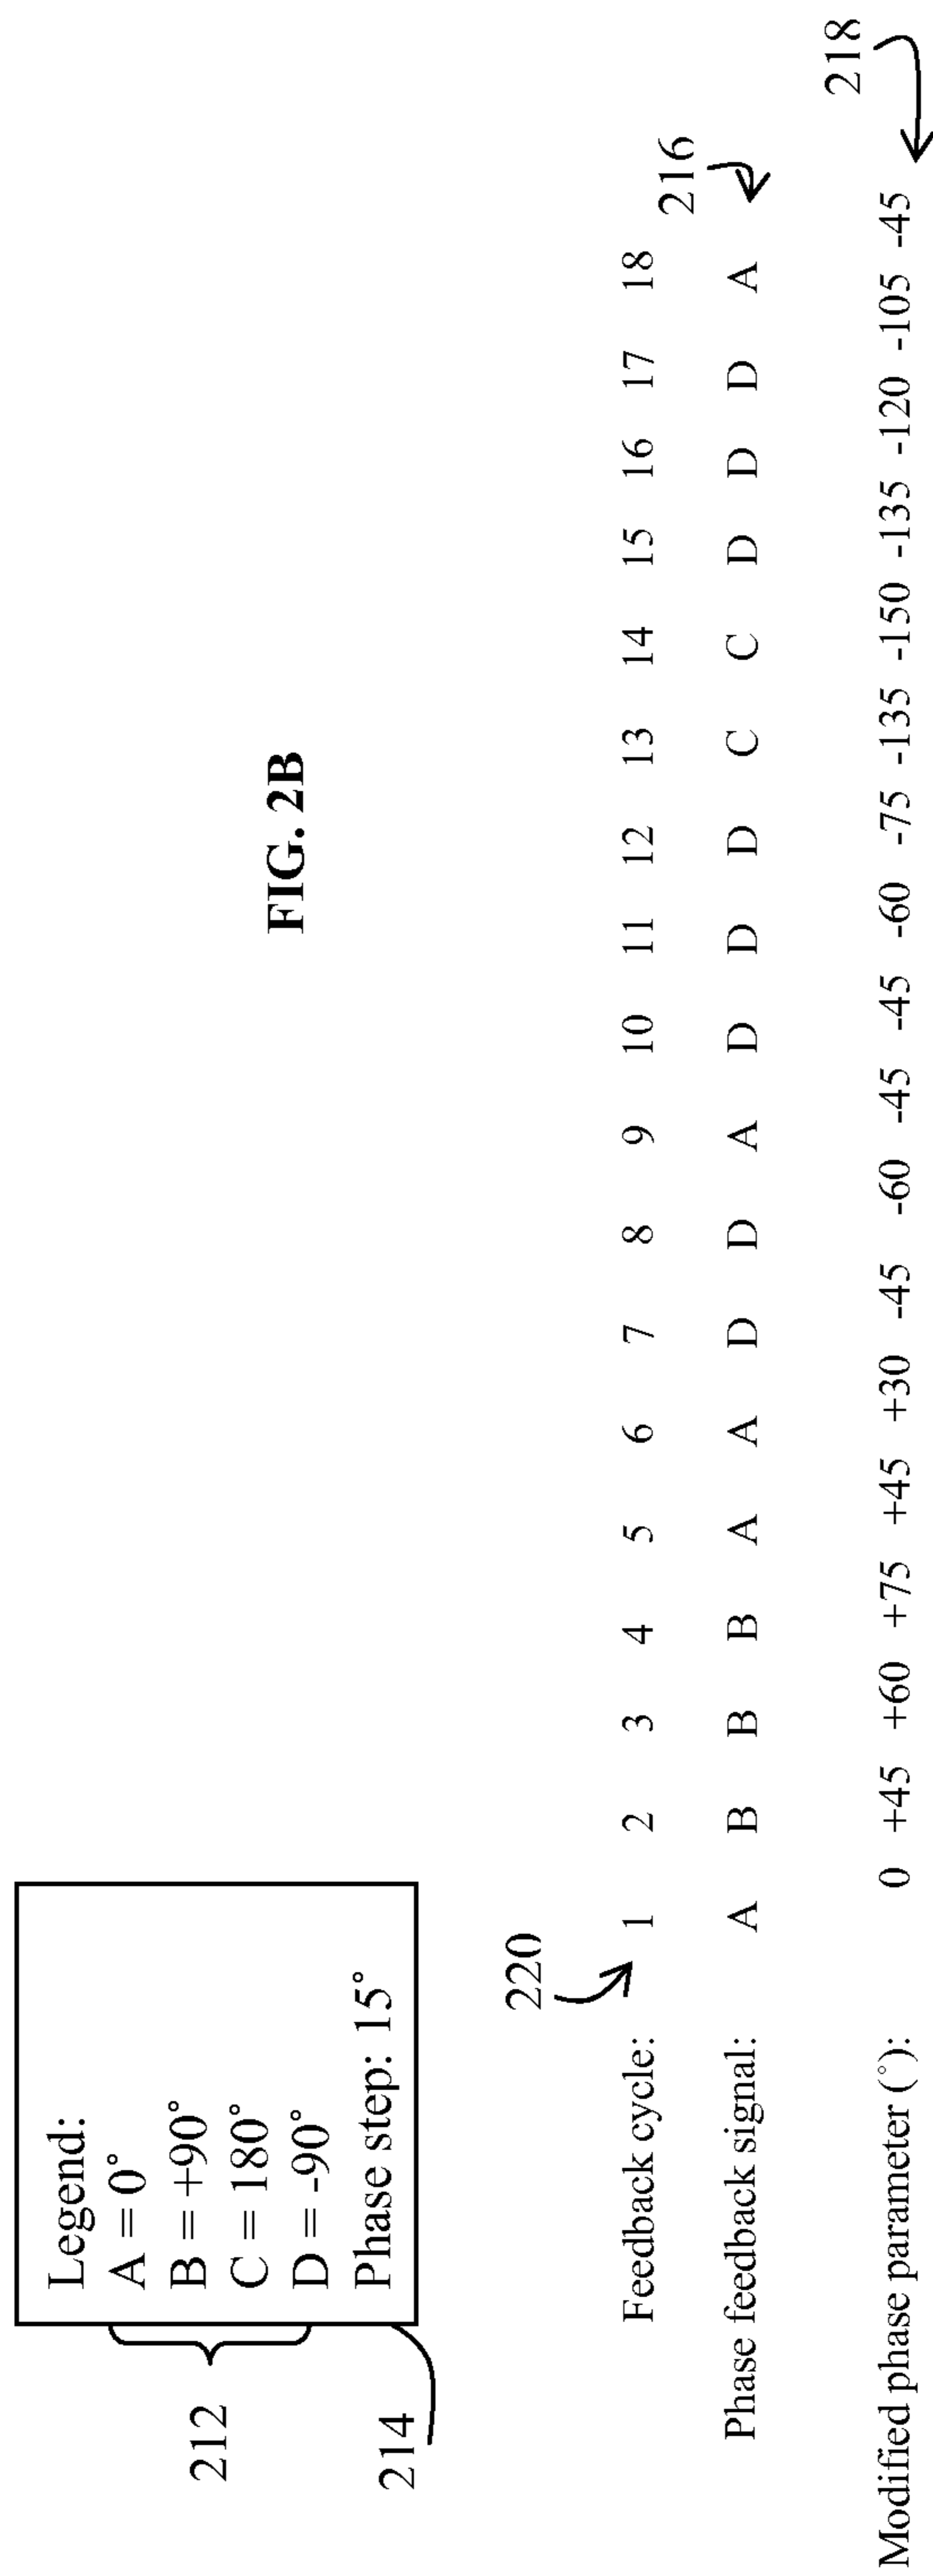 Legend:
A = 0°
B = +90°
C = 180°
D = -90°
Phase step: 15°
212
214
FIG. 2B
220
216
218
Feedback cycle: 1 2 3 4 5 6 7 8 9 10 11 12 13 14 15 16 17 18
Phase feedback signal: A B B B A A D D A D D D C C D D D A
Modified phase parameter (°): 0 +45 +60 +75 +45 +30 -45 -60 -45 -45 -60 -75 -135 -150 -135 -120 -105 -45